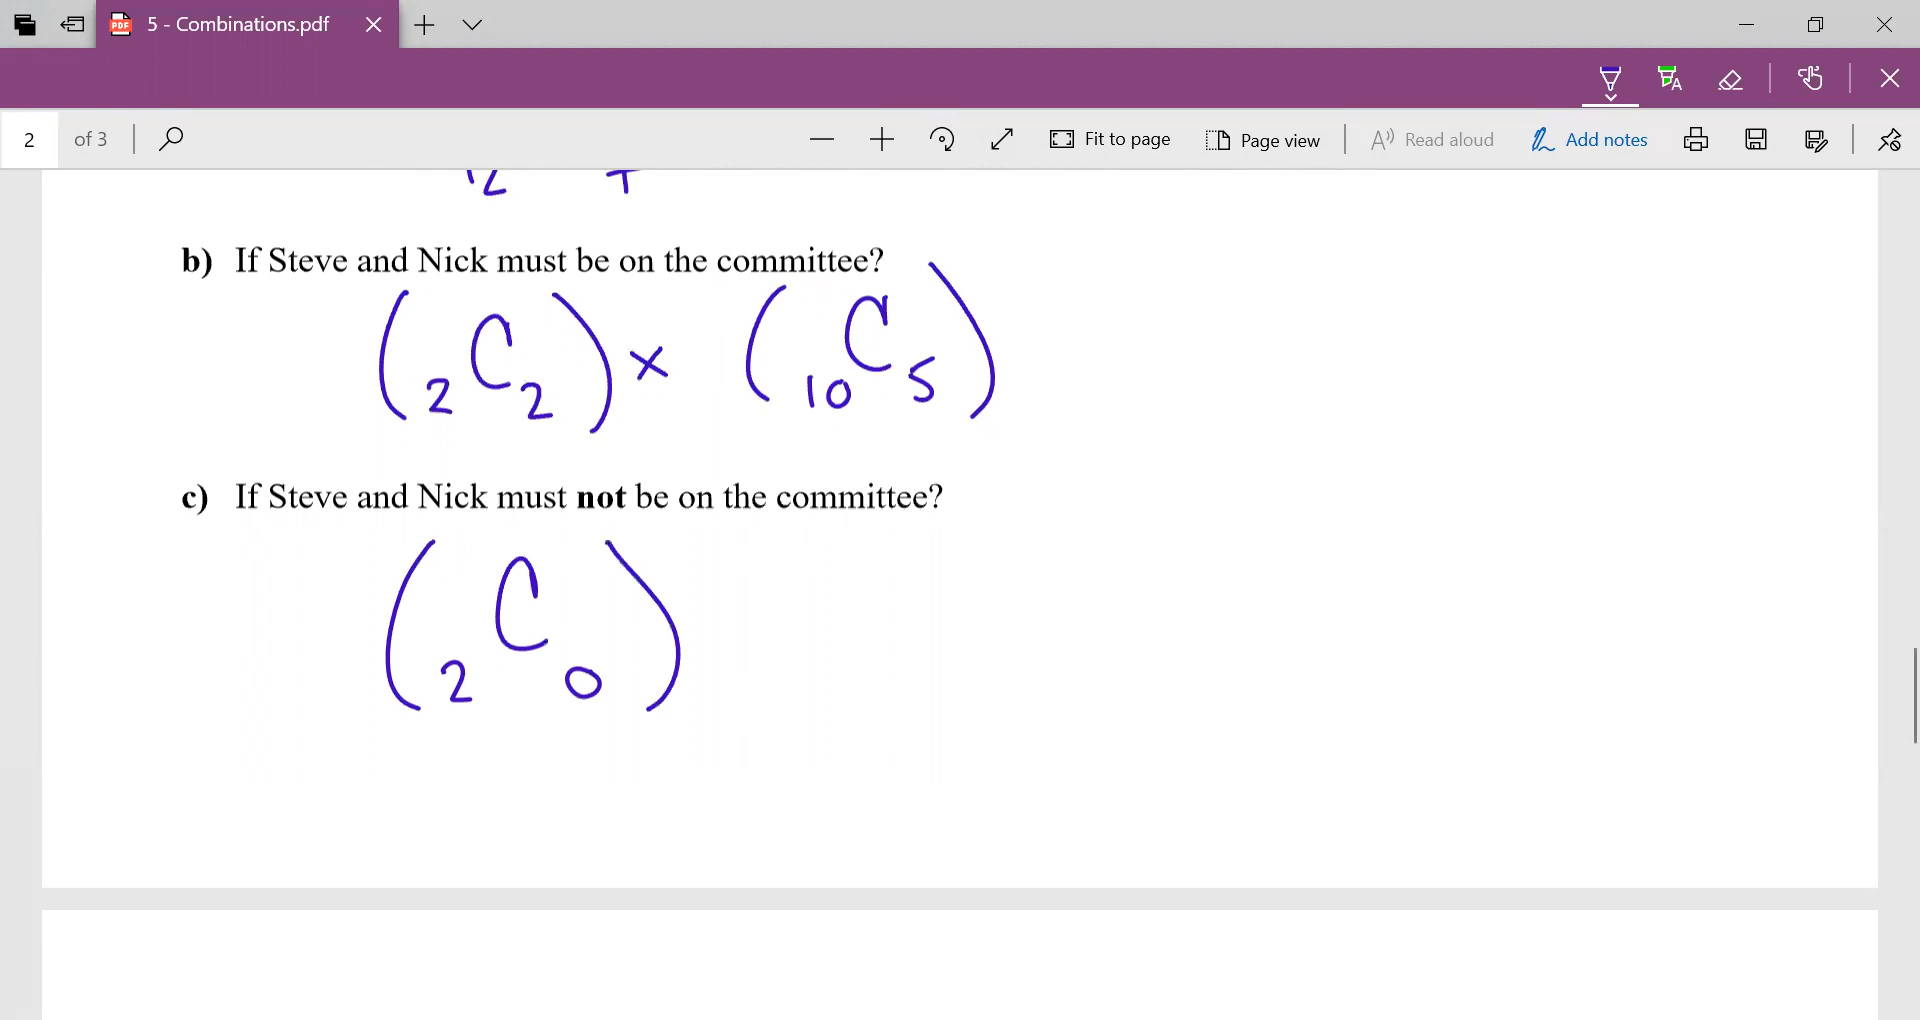 5 - Combinations.pdf
2 of 3 Fit to page Page view Read aloud Add notes
12
b) If Steve and Nick must be on the committee?
(2C2) × (10C5)
c) If Steve and Nick must not be on the committee?
(2C0)